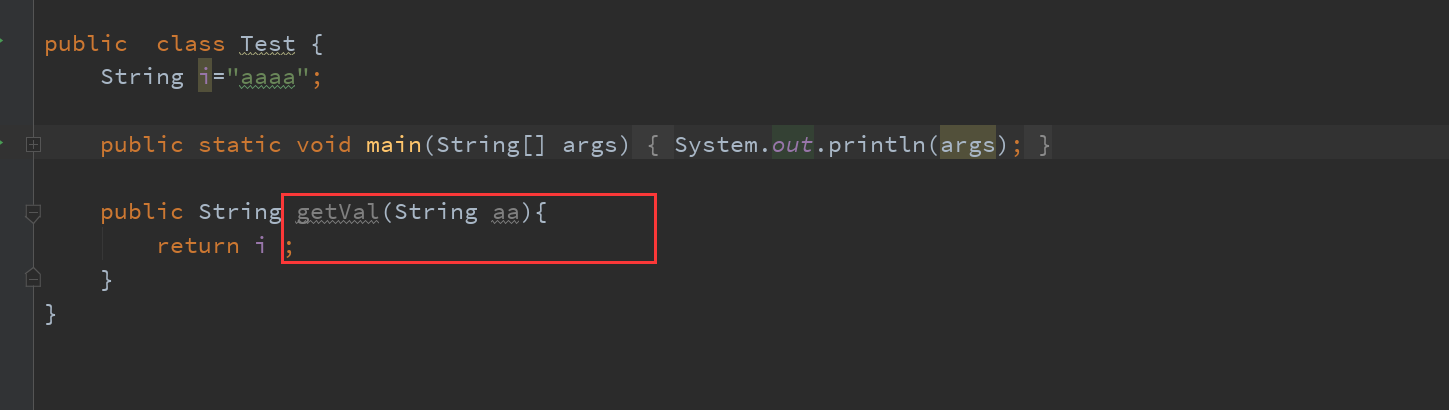 public  class Test {
    String i="aaaa";
    public static void main(String[] args) { System.out.println(args); }
    public String getVal(String aa){
        return i ;
    }
}